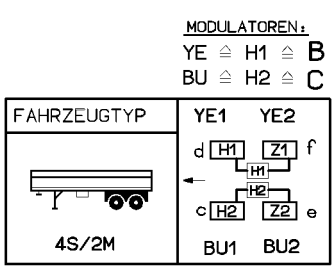 MODULATOREN:
YE ≙ H1 ≙ B
BU ≙ H2 ≙ C
FAHRZEUGTYP
4S/2M
YE1 YE2
d H1 Z1 f
H1
H2
c H2 Z2 e
BU1 BU2